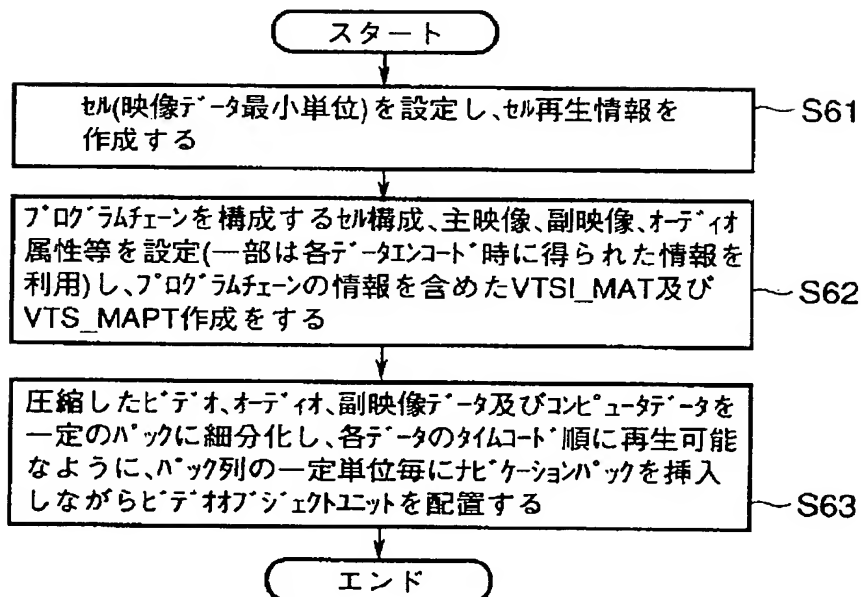 スタート
ｾﾙ(映像ﾃﾞｰﾀ最小単位)を設定し、ｾﾙ再生情報を
作成する
S61
ﾌﾟﾛｸﾞﾗﾑﾁｪｰﾝを構成するｾﾙ構成、主映像、副映像、ｵｰﾃﾞｨｵ
属性等を設定(一部は各ﾃﾞｰﾀｴﾝｺｰﾄﾞ時に得られた情報を
利用)し、ﾌﾟﾛｸﾞﾗﾑﾁｪｰﾝの情報を含めたVTSI_MAT及び
VTS_MAPT作成をする
S62
圧縮したﾋﾞﾃﾞｵ、ｵｰﾃﾞｨｵ、副映像ﾃﾞｰﾀ及びｺﾝﾋﾟｭｰﾀﾃﾞｰﾀを
一定のﾊﾟｯｸに細分化し、各ﾃﾞｰﾀのﾀｲﾑｺｰﾄﾞ順に再生可能
なように、ﾊﾟｯｸ列の一定単位毎にﾅﾋﾞｹﾞｰｼｮﾝﾊﾟｯｸを挿入
しながらﾋﾞﾃﾞｵｵﾌﾞｼﾞｪｸﾄﾕﾆｯﾄを配置する
S63
エンド